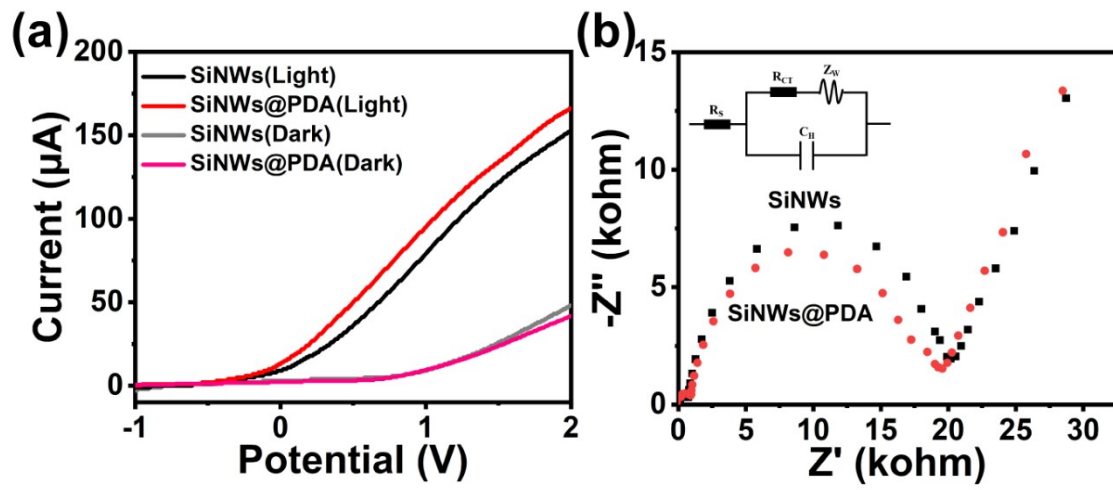 (a)
200
150
100
50
0
-1
0
1
2
Current (µA)
Potential (V)
SiNWs(Light)
SiNWs@PDA(Light)
SiNWs(Dark)
SiNWs@PDA(Dark)
(b)
15
10
5
0
0
5
10
15
20
25
30
-Z'' (kohm)
Z' (kohm)
RS
RCT
ZW
SiNWs
SiNWs@PDA